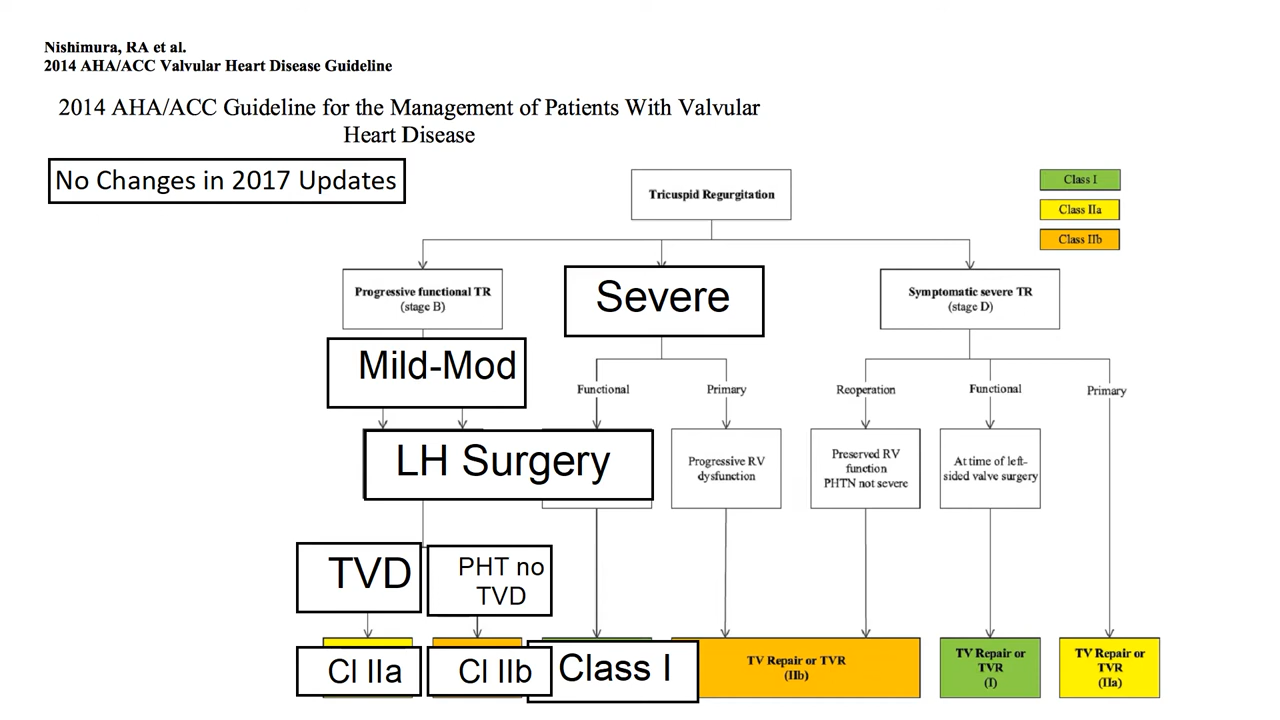 Nishimura, RA et al.
2014 AHA/ACC Valvular Heart Disease Guideline
2014 AHA/ACC Guideline for the Management of Patients With Valvular
Heart Disease
No Changes in 2017 Updates
Tricuspid Regurgitation
Class I
Class IIa
Class IIb
Progressive functional TR
(stage B)
Severe
Symptomatic severe TR
(stage D)
Mild-Mod
Functional
Primary
Reoperation
Functional
Primary
LH Surgery
Progressive RV
dysfunction
Preserved RV
function
PHTN not severe
At time of left-
sided valve surgery
TVD
PHT no
TVD
Cl IIa
Cl IIb
Class I
TV Repair or TVR
(IIb)
TV Repair or
TVR
(I)
TV Repair or
TVR
(IIa)